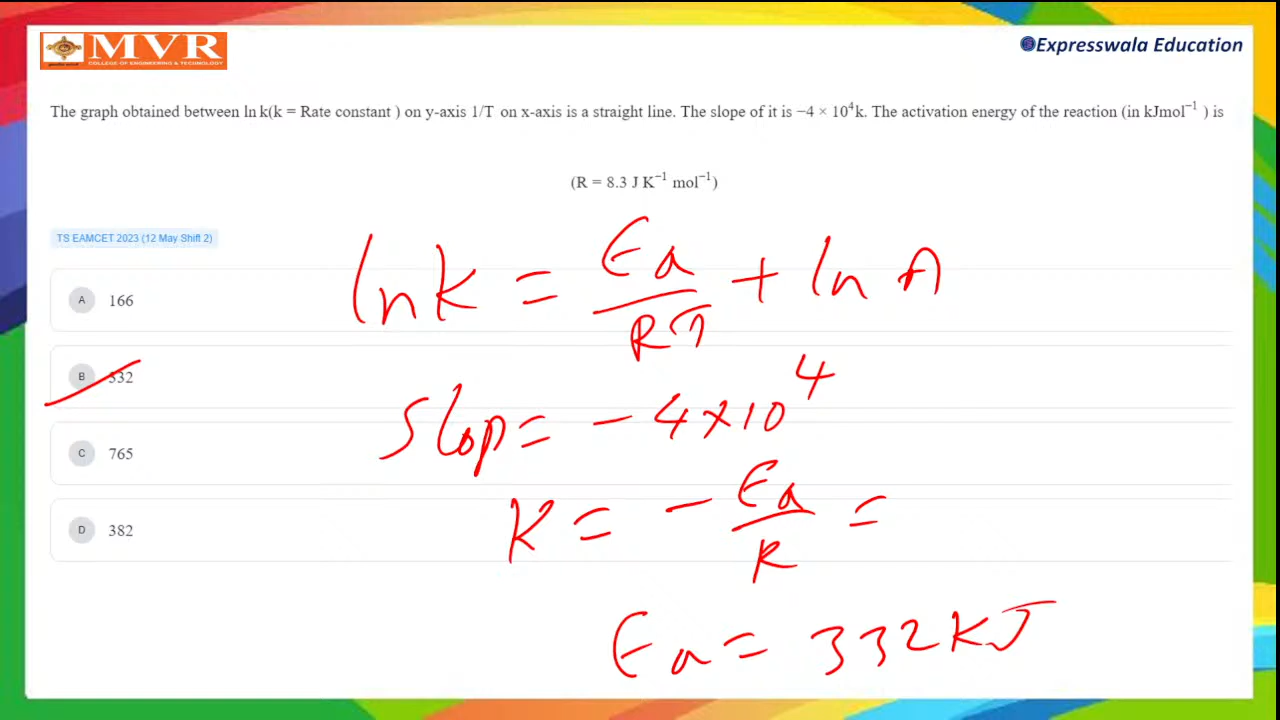 MVR
COLLEGE OF ENGINEERING & TECHNOLOGY
Expresswala Education
The graph obtained between ln k(k = Rate constant ) on y-axis 1/T on x-axis is a straight line. The slope of it is −4 × 10⁴k. The activation energy of the reaction (in kJmol⁻¹ ) is
(R = 8.3 J K⁻¹ mol⁻¹)
TS EAMCET 2023 (12 May Shift 2)
A 166
B 332
C 765
D 382
ln k = Ea/RT + ln A
Slop = − 4×10⁴
K = − Ea/R =
Ea = 332 KJ